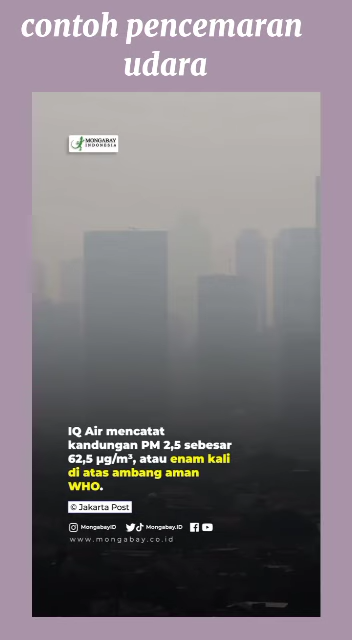 contoh pencemaran
udara
MONGABAY
INDONESIA
IQ Air mencatat
kandungan PM 2,5 sebesar
62,5 μg/m³, atau enam kali
di atas ambang aman
WHO.
© Jakarta Post
MongabayID Mongabay.ID
www.mongabay.co.id